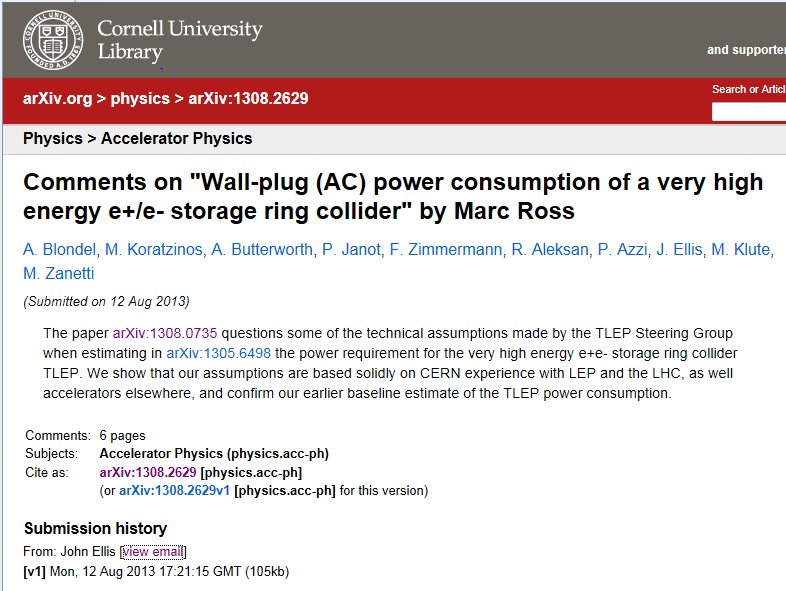 Cornell University
Library
and supporte
arXiv.org > physics > arXiv:1308.2629
Search or Articl
Physics > Accelerator Physics
Comments on "Wall-plug (AC) power consumption of a very high
energy e+/e- storage ring collider" by Marc Ross
A. Blondel, M. Koratzinos, A. Butterworth, P. Janot, F. Zimmermann, R. Aleksan, P. Azzi, J. Ellis, M. Klute,
M. Zanetti
(Submitted on 12 Aug 2013)
The paper arXiv:1308.0735 questions some of the technical assumptions made by the TLEP Steering Group
when estimating in arXiv:1305.6498 the power requirement for the very high energy e+e- storage ring collider
TLEP. We show that our assumptions are based solidly on CERN experience with LEP and the LHC, as well
accelerators elsewhere, and confirm our earlier baseline estimate of the TLEP power consumption.
Comments: 6 pages
Subjects: Accelerator Physics (physics.acc-ph)
Cite as: arXiv:1308.2629 [physics.acc-ph]
(or arXiv:1308.2629v1 [physics.acc-ph] for this version)
Submission history
From: John Ellis [view email]
[v1] Mon, 12 Aug 2013 17:21:15 GMT (105kb)